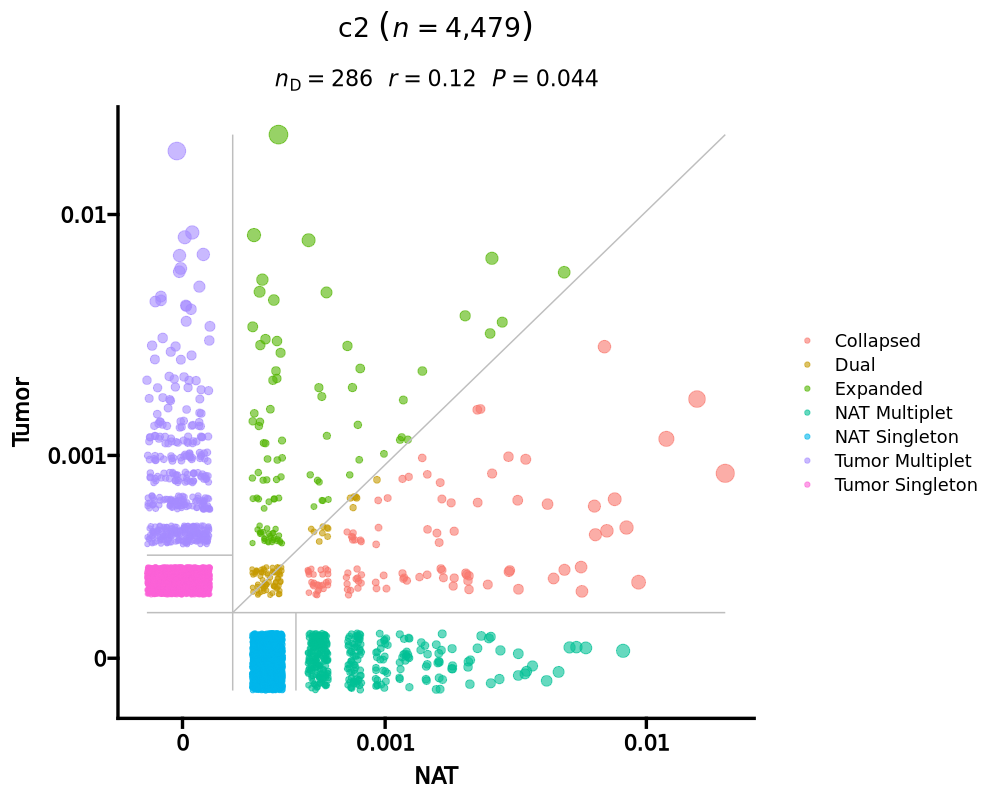 c2 (n = 4,479)
nD = 286 r = 0.12 P = 0.044
Tumor
0.01
0.001
0
0
0.001
0.01
NAT
Collapsed
Dual
Expanded
NAT Multiplet
NAT Singleton
Tumor Multiplet
Tumor Singleton